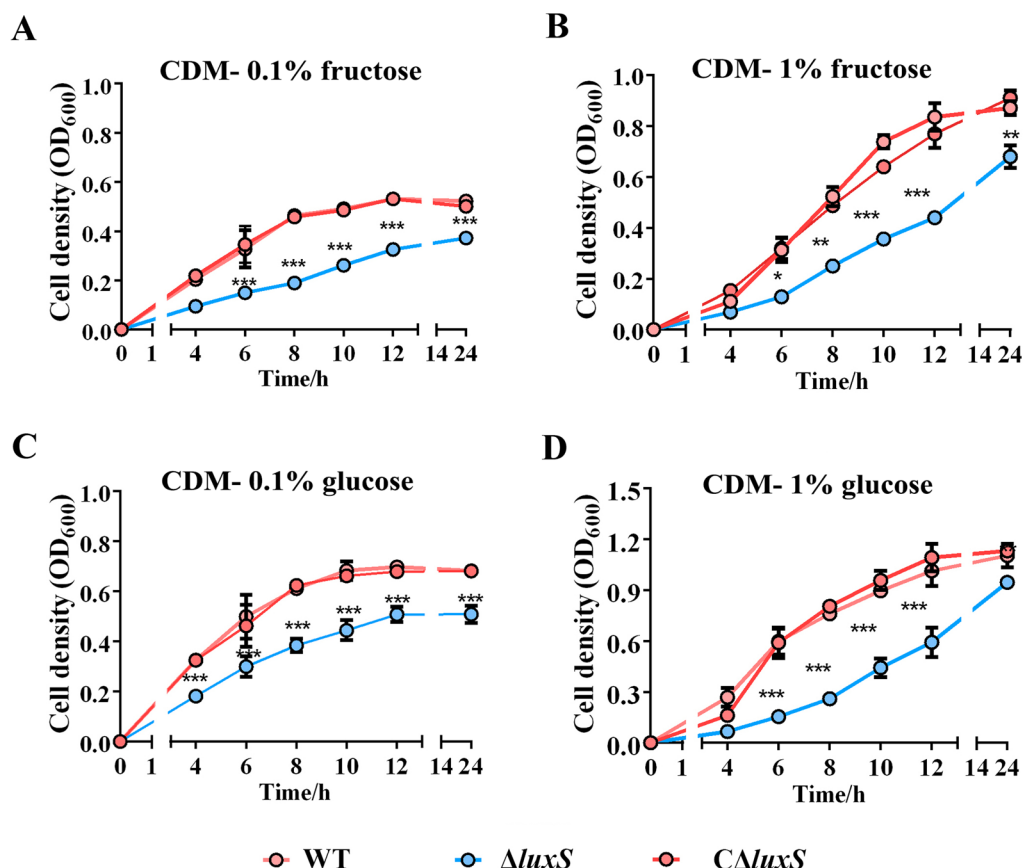 A
CDM- 0.1% fructose
Cell density (OD600)
1.0
0.8
0.6
0.4
0.2
0.0
*** *** *** *** ***
0 1 4 6 8 10 12 14 24
Time/h
B
CDM- 1% fructose
Cell density (OD600)
1.0
0.8
0.6
0.4
0.2
0.0
* ** *** *** **
0 1 4 6 8 10 12 14 24
Time/h
C
CDM- 0.1% glucose
Cell density (OD600)
1.0
0.8
0.6
0.4
0.2
0.0
*** *** *** *** *** ***
0 1 4 6 8 10 12 14 24
Time/h
D
CDM- 1% glucose
Cell density (OD600)
1.5
1.2
0.9
0.6
0.3
0.0
*** *** *** ***
0 1 4 6 8 10 12 14 24
Time/h
WT ΔluxS CΔluxS